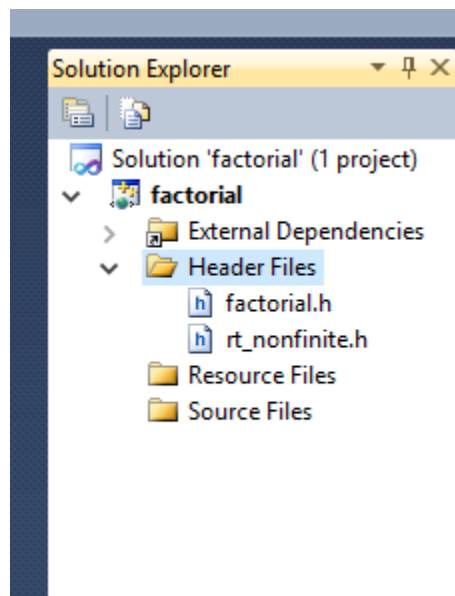 Solution Explorer
Solution 'factorial' (1 project)
factorial
External Dependencies
Header Files
factorial.h
rt_nonfinite.h
Resource Files
Source Files